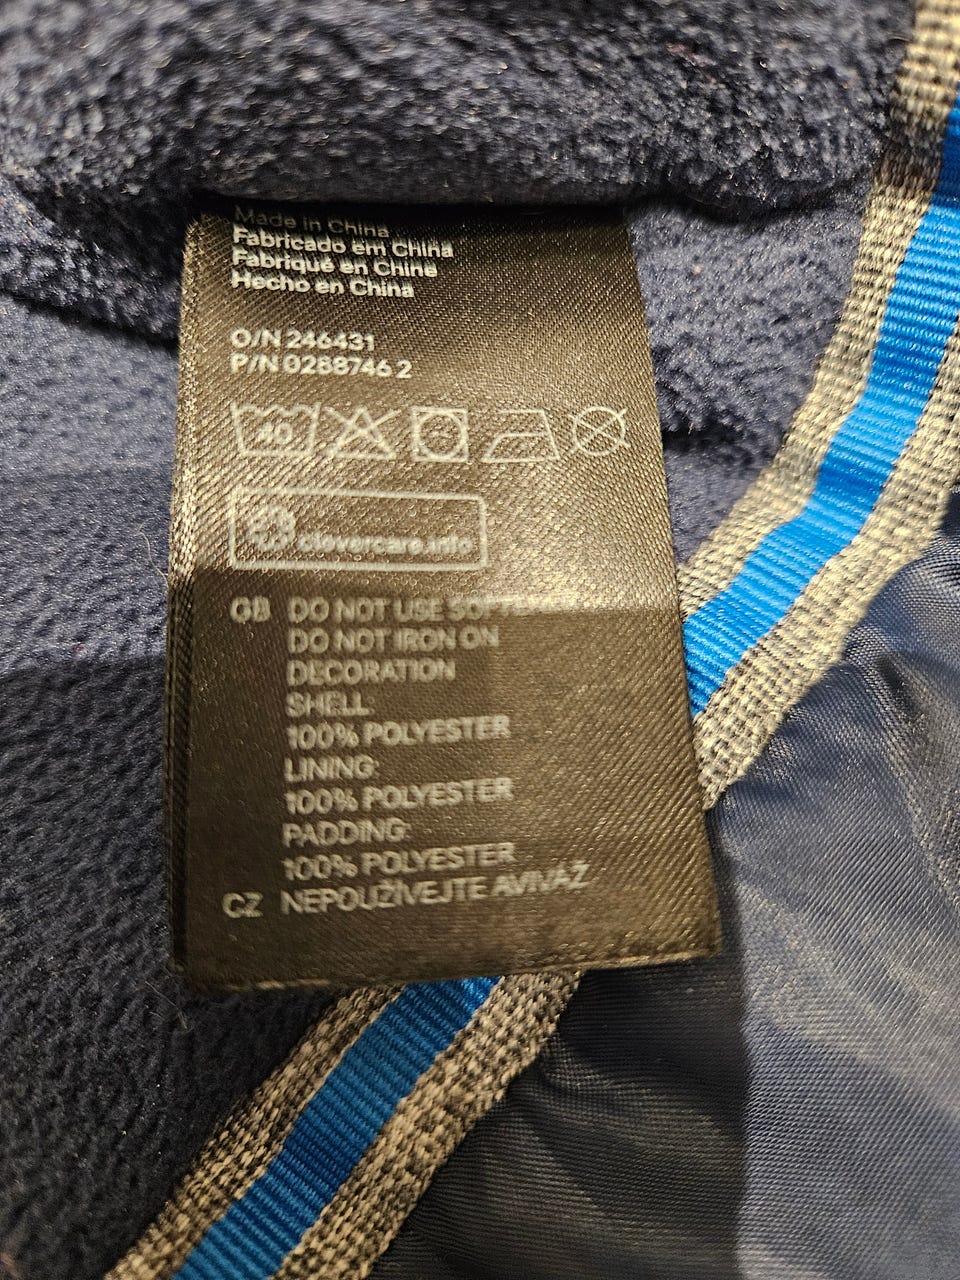 Made in China
Fabricado em China
Fabriqué en Chine
Hecho en China
O/N 246431
P/N 0288746 2
40
clevercare.info
GB DO NOT USE SOFTENER
DO NOT IRON ON
DECORATION
SHELL:
100% POLYESTER
LINING:
100% POLYESTER
PADDING:
100% POLYESTER
CZ NEPOUŽÍVEJTE AVIVÁŽ